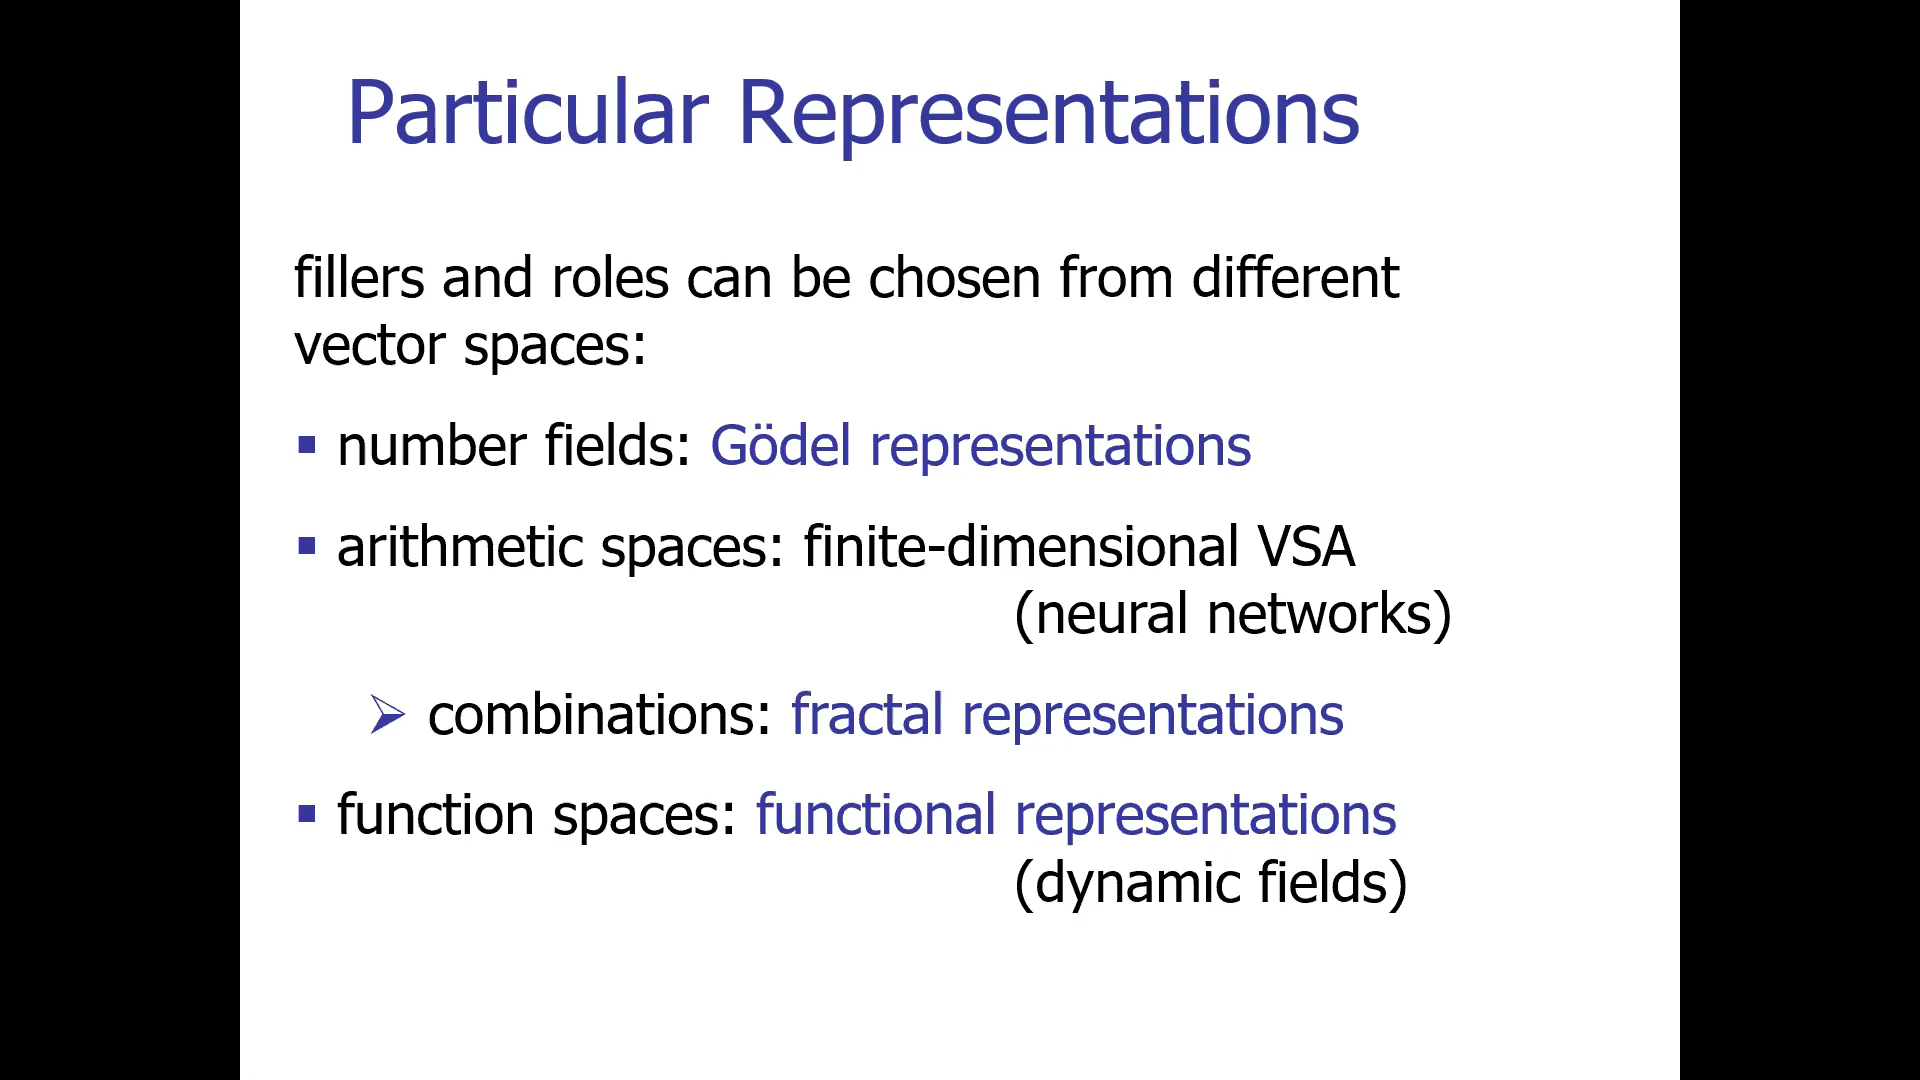 Particular Representations
fillers and roles can be chosen from different
vector spaces:
▪ number fields: Gödel representations
▪ arithmetic spaces: finite-dimensional VSA
(neural networks)
➢ combinations: fractal representations
▪ function spaces: functional representations
(dynamic fields)